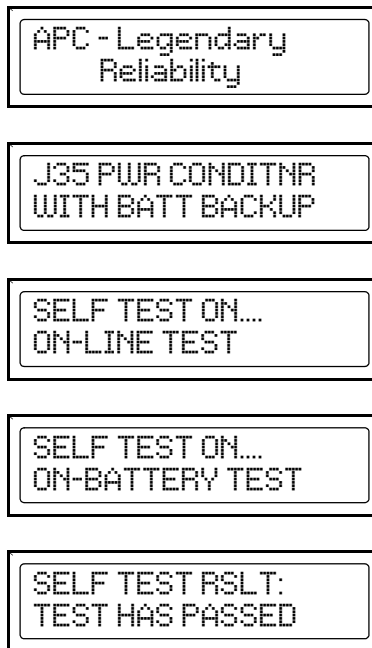 APC - Legendary
Reliability
J35 PWR CONDITNR
WITH BATT BACKUP
SELF TEST ON....
ON-LINE TEST
SELF TEST ON....
ON-BATTERY TEST
SELF TEST RSLT:
TEST HAS PASSED